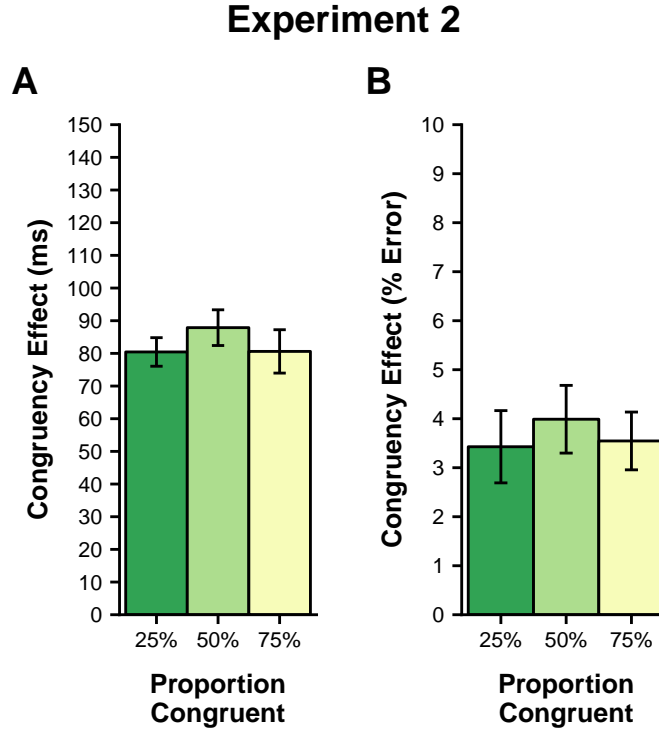 Experiment 2
A
150
140
130
120
110
100
90
80
70
60
50
40
30
20
10
0
Congruency Effect (ms)
25% 50% 75%
Proportion
Congruent
B
10
9
8
7
6
5
4
3
2
1
0
Congruency Effect (% Error)
25% 50% 75%
Proportion
Congruent